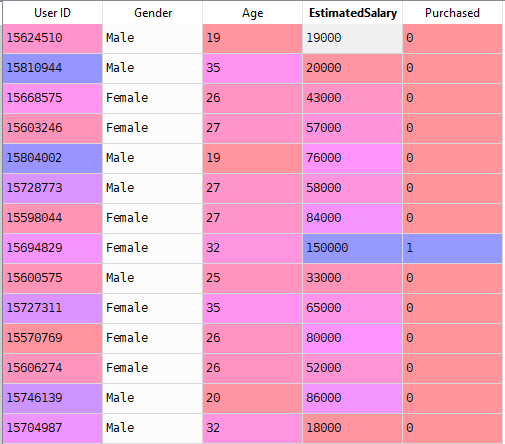 User ID Gender Age EstimatedSalary Purchased
15624510 Male 19 19000 0
15810944 Male 35 20000 0
15668575 Female 26 43000 0
15603246 Female 27 57000 0
15804002 Male 19 76000 0
15728773 Male 27 58000 0
15598044 Female 27 84000 0
15694829 Female 32 150000 1
15600575 Male 25 33000 0
15727311 Female 35 65000 0
15570769 Female 26 80000 0
15606274 Female 26 52000 0
15746139 Male 20 86000 0
15704987 Male 32 18000 0